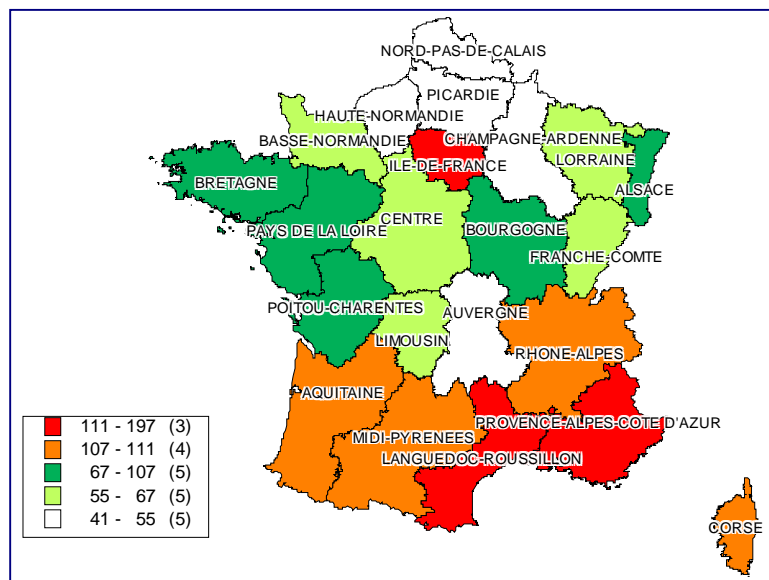 NORD-PAS-DE-CALAIS
PICARDIE
HAUTE-NORMANDIE
BASSE-NORMANDIE
CHAMPAGNE-ARDENNE
ILE-DE-FRANCE
LORRAINE
BRETAGNE
ALSACE
CENTRE
PAYS DE LA LOIRE
BOURGOGNE
FRANCHE-COMTE
POITOU-CHARENTES
AUVERGNE
LIMOUSIN
RHONE-ALPES
AQUITAINE
PROVENCE-ALPES-COTE D'AZUR
MIDI-PYRENEES
LANGUEDOC-ROUSSILLON
CORSE
111 - 197 (3)
107 - 111 (4)
67 - 107 (5)
55 - 67 (5)
41 - 55 (5)